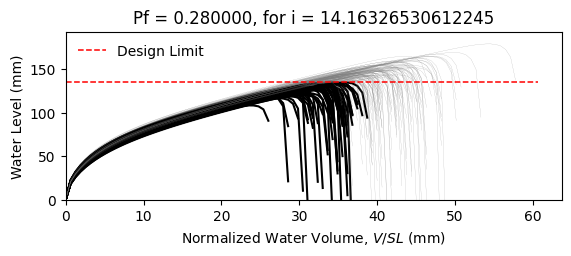 Pf = 0.280000, for i = 14.16326530612245
Design Limit
Water Level (mm)
150
100
50
0
0 10 20 30 40 50 60
Normalized Water Volume, V/SL (mm)